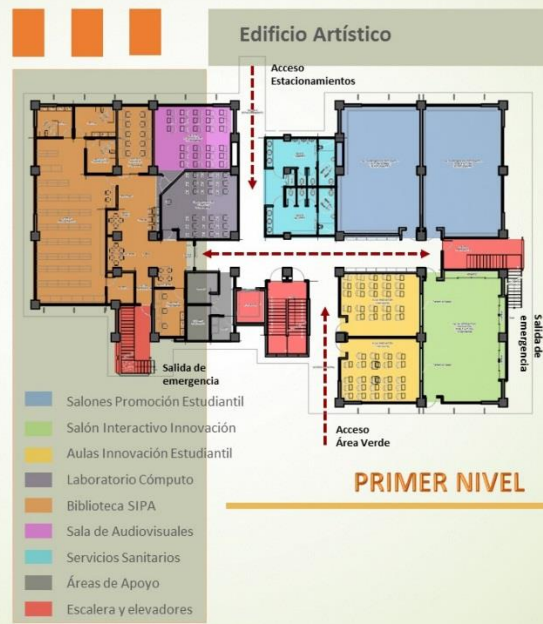 Edificio Artístico
Acceso
Estacionamientos
Salida de
emergencia
Salida de
emergencia
Acceso
Área Verde
Salones Promoción Estudiantil
Salón Interactivo Innovación
Aulas Innovación Estudiantil
Laboratorio Cómputo
Biblioteca SIPA
Sala de Audiovisuales
Servicios Sanitarios
Áreas de Apoyo
Escalera y elevadores
PRIMER NIVEL